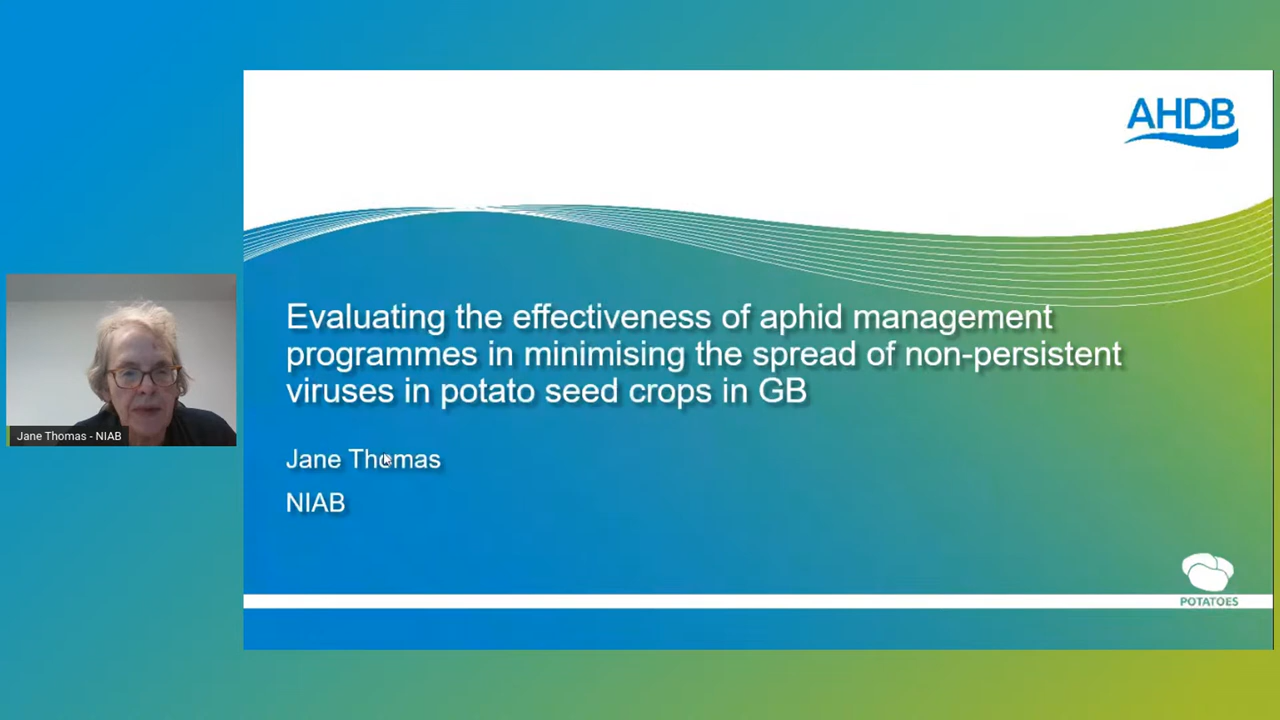 AHDB
Evaluating the effectiveness of aphid management
programmes in minimising the spread of non-persistent
viruses in potato seed crops in GB
Jane Thomas - NIAB
Jane Thomas
NIAB
POTATOES